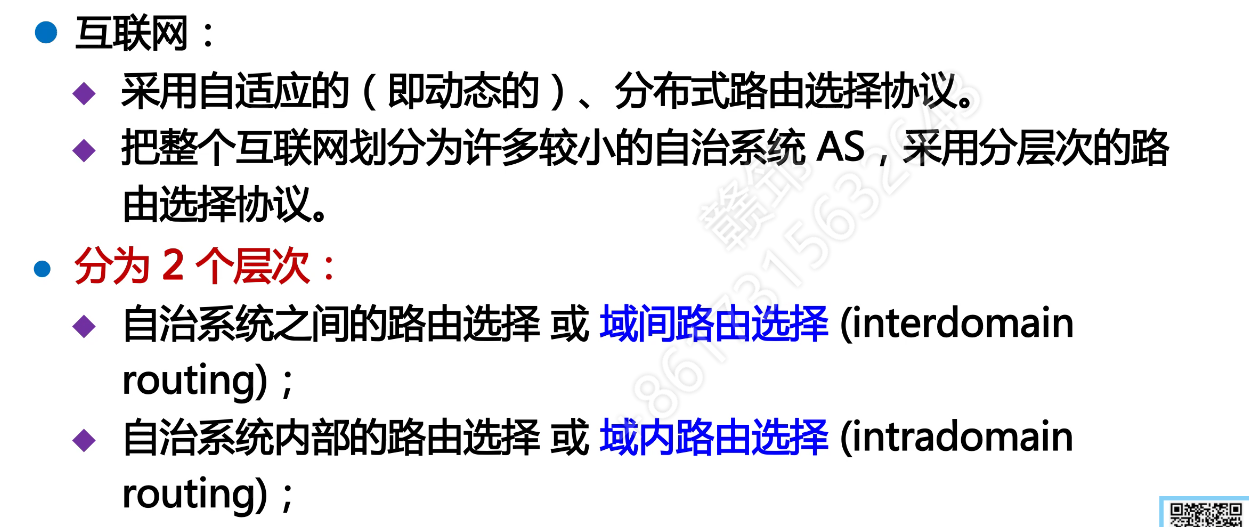 互联网：
采用自适应的（即动态的）、分布式路由选择协议。
把整个互联网划分为许多较小的自治系统 AS，采用分层次的路
由选择协议。
分为 2 个层次：
自治系统之间的路由选择 或 域间路由选择 (interdomain
routing)；
自治系统内部的路由选择 或 域内路由选择 (intradomain
routing)；